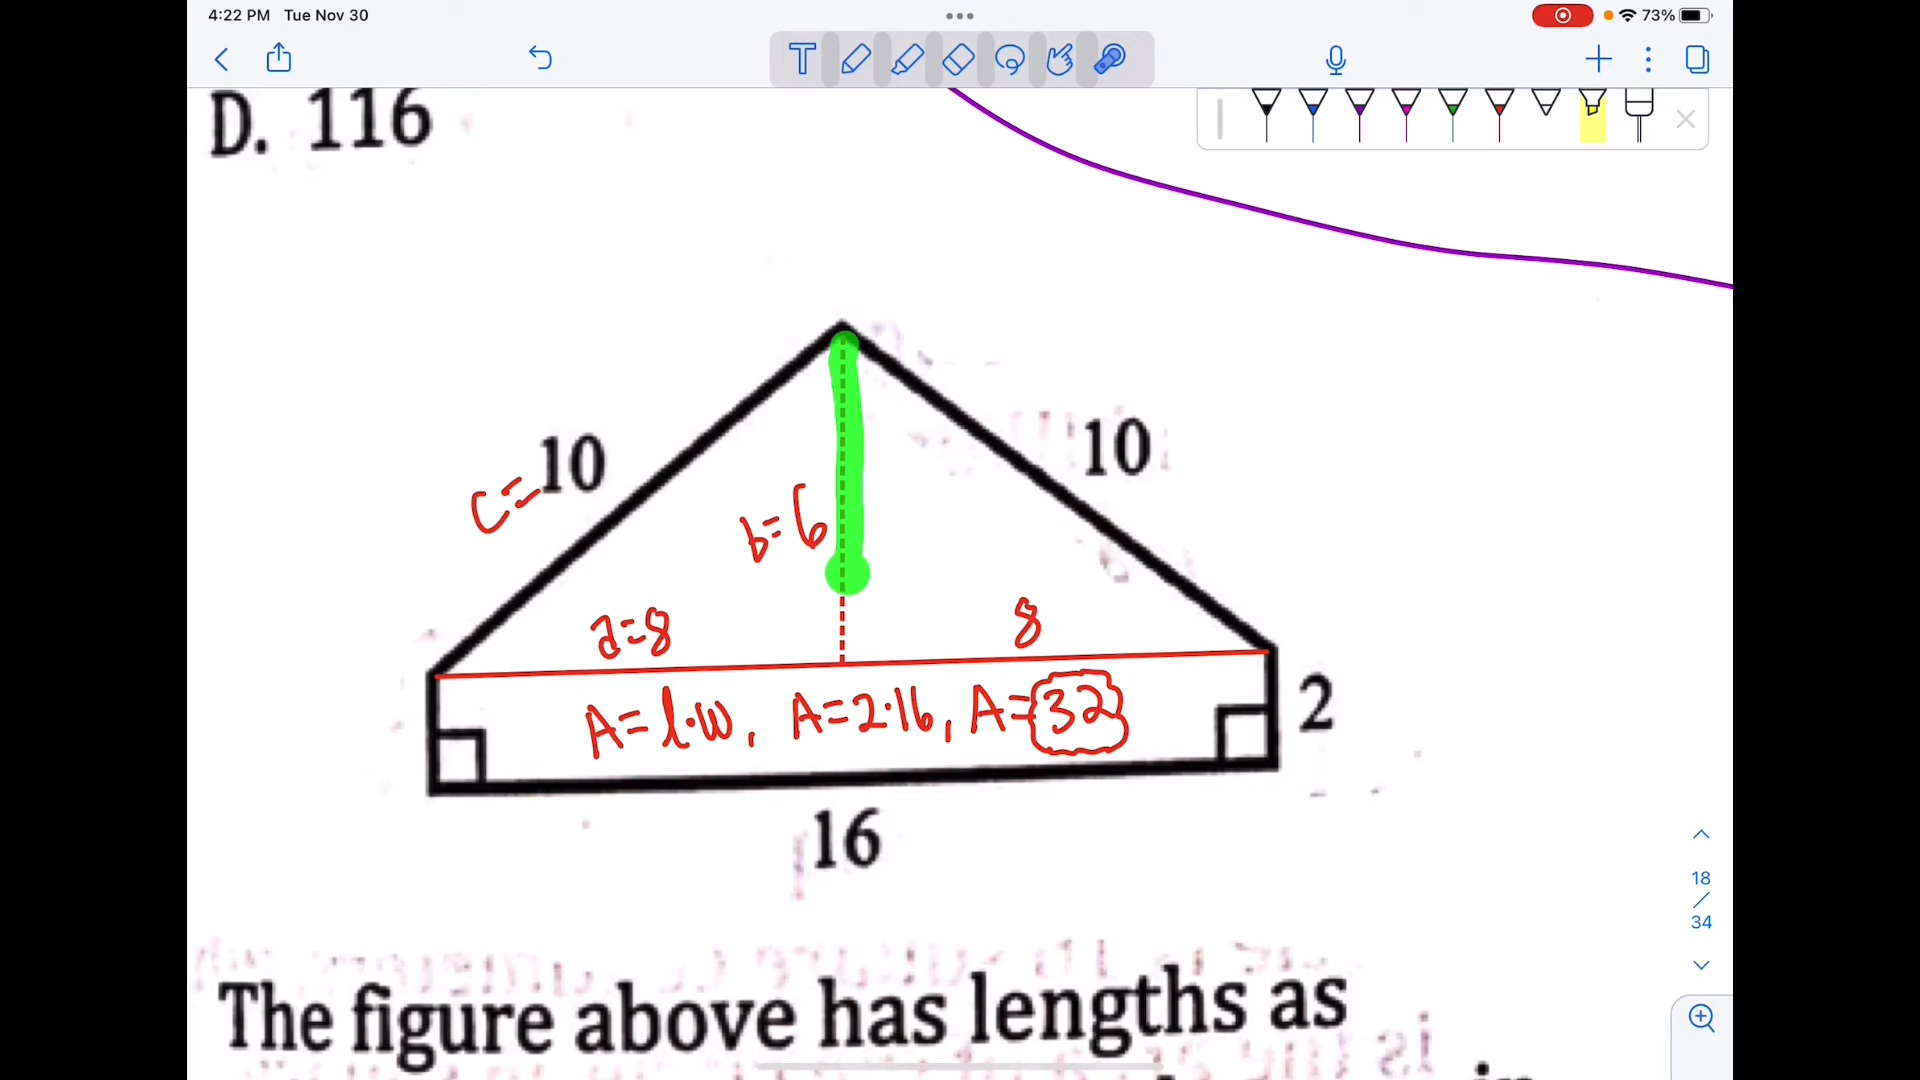 4:22 PM Tue Nov 30
73%
T
D. 116
10
10
c=
b=6
a=8
8
A=l·w, A=2·16, A=32
2
16
18
/
34
The figure above has lengths as